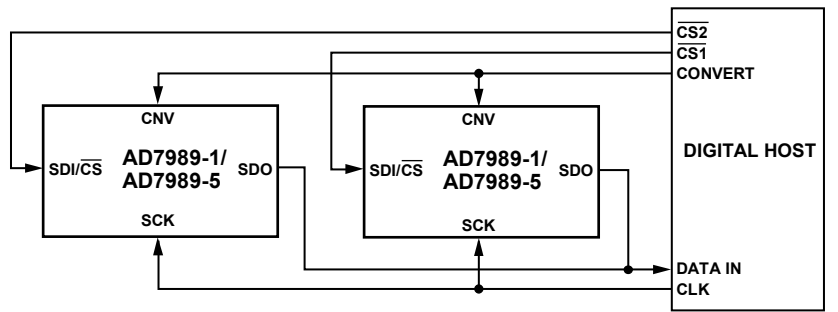 CS2
CS1
CONVERT
CNV
CNV
SDI/CS
AD7989-1/
AD7989-5
SDO
SDI/CS
AD7989-1/
AD7989-5
SDO
DIGITAL HOST
SCK
SCK
DATA IN
CLK